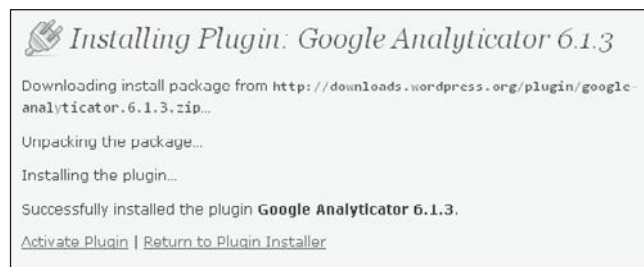 Installing Plugin: Google Analyticator 6.1.3
Downloading install package from http://downloads.wordpress.org/plugin/google-
analyticator.6.1.3.zip…
Unpacking the package…
Installing the plugin…
Successfully installed the plugin Google Analyticator 6.1.3.
Activate Plugin | Return to Plugin Installer